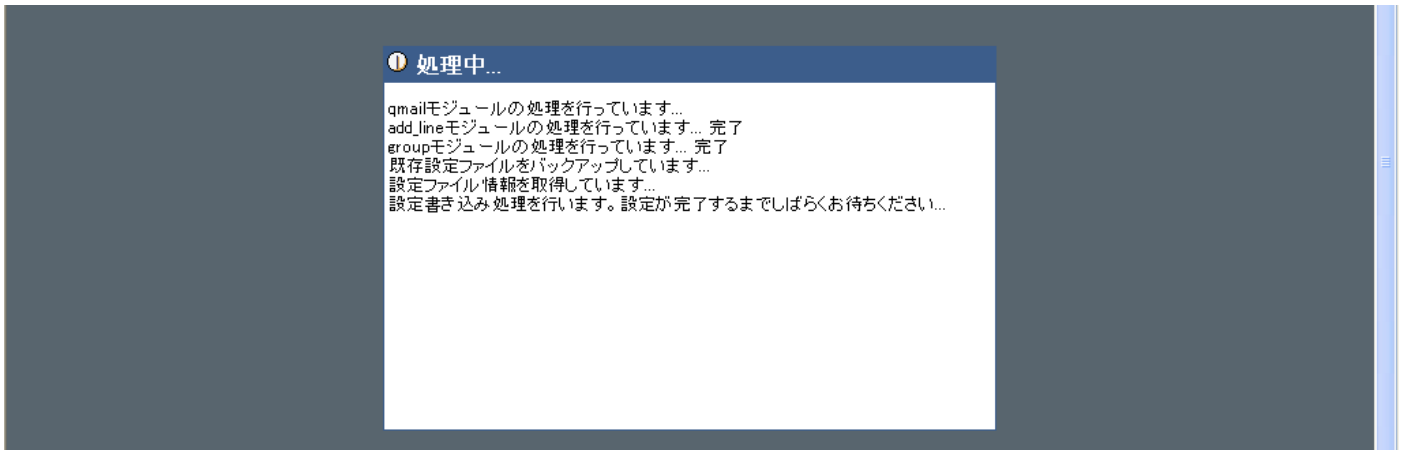 処理中...
qmailモジュールの処理を行っています...
add_lineモジュールの処理を行っています... 完了
groupモジュールの処理を行っています... 完了
既存設定ファイルをバックアップしています...
設定ファイル情報を取得しています...
設定書き込み処理を行います。設定が完了するまでしばらくお待ちください...